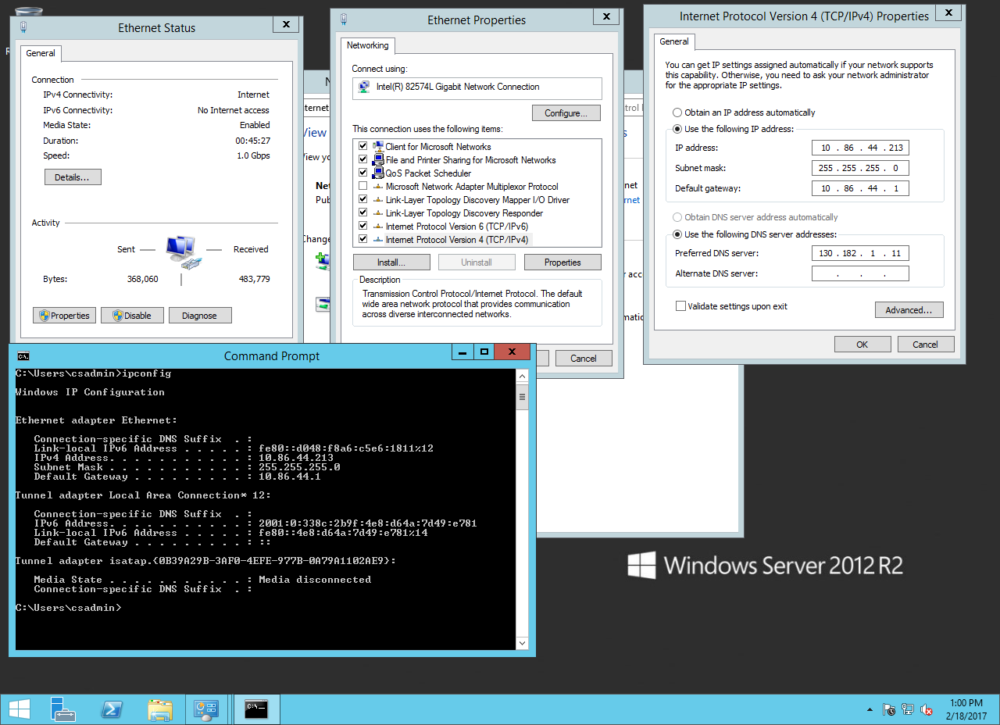 Ethernet Status
General
Connection
IPv4 Connectivity: Internet
IPv6 Connectivity: No Internet access
Media State: Enabled
Duration: 00:45:27
Speed: 1.0 Gbps
Details...
Activity
Sent Received
Bytes: 368,060 483,779
Properties Disable Diagnose
Ethernet Properties
Networking
Connect using:
Intel(R) 82574L Gigabit Network Connection
Configure...
This connection uses the following items:
Client for Microsoft Networks
File and Printer Sharing for Microsoft Networks
QoS Packet Scheduler
Microsoft Network Adapter Multiplexor Protocol
Link-Layer Topology Discovery Mapper I/O Driver
Link-Layer Topology Discovery Responder
Internet Protocol Version 6 (TCP/IPv6)
Internet Protocol Version 4 (TCP/IPv4)
Install... Uninstall Properties
Description
Transmission Control Protocol/Internet Protocol. The default
wide area network protocol that provides communication
across diverse interconnected networks.
Cancel
Internet Protocol Version 4 (TCP/IPv4) Properties
General
You can get IP settings assigned automatically if your network supports
this capability. Otherwise, you need to ask your network administrator
for the appropriate IP settings.
Obtain an IP address automatically
Use the following IP address:
IP address: 10 . 86 . 44 . 213
Subnet mask: 255 . 255 . 255 . 0
Default gateway: 10 . 86 . 44 . 1
Obtain DNS server address automatically
Use the following DNS server addresses:
Preferred DNS server: 130 . 182 . 1 . 11
Alternate DNS server: . . .
Validate settings upon exit
Advanced...
OK Cancel
Command Prompt
C:\Users\csadmin>ipconfig
Windows IP Configuration
Ethernet adapter Ethernet:
Connection-specific DNS Suffix . :
Link-local IPv6 Address . . . . . : fe80::d048:f8a6:c5e6:1811%12
IPv4 Address. . . . . . . . . . . : 10.86.44.213
Subnet Mask . . . . . . . . . . . : 255.255.255.0
Default Gateway . . . . . . . . . : 10.86.44.1
Tunnel adapter Local Area Connection* 12:
Connection-specific DNS Suffix . :
IPv6 Address. . . . . . . . . . . : 2001:0:338c:2b9f:4e8:d64a:7d49:e781
Link-local IPv6 Address . . . . . : fe80::4e8:d64a:7d49:e781%14
Default Gateway . . . . . . . . . : ::
Tunnel adapter isatap.{0B39A29B-3AF0-4EFE-977B-0A79A1102AE9}:
Media State . . . . . . . . . . . : Media disconnected
Connection-specific DNS Suffix . :
C:\Users\csadmin>
Windows Server 2012 R2
1:00 PM
2/18/2017